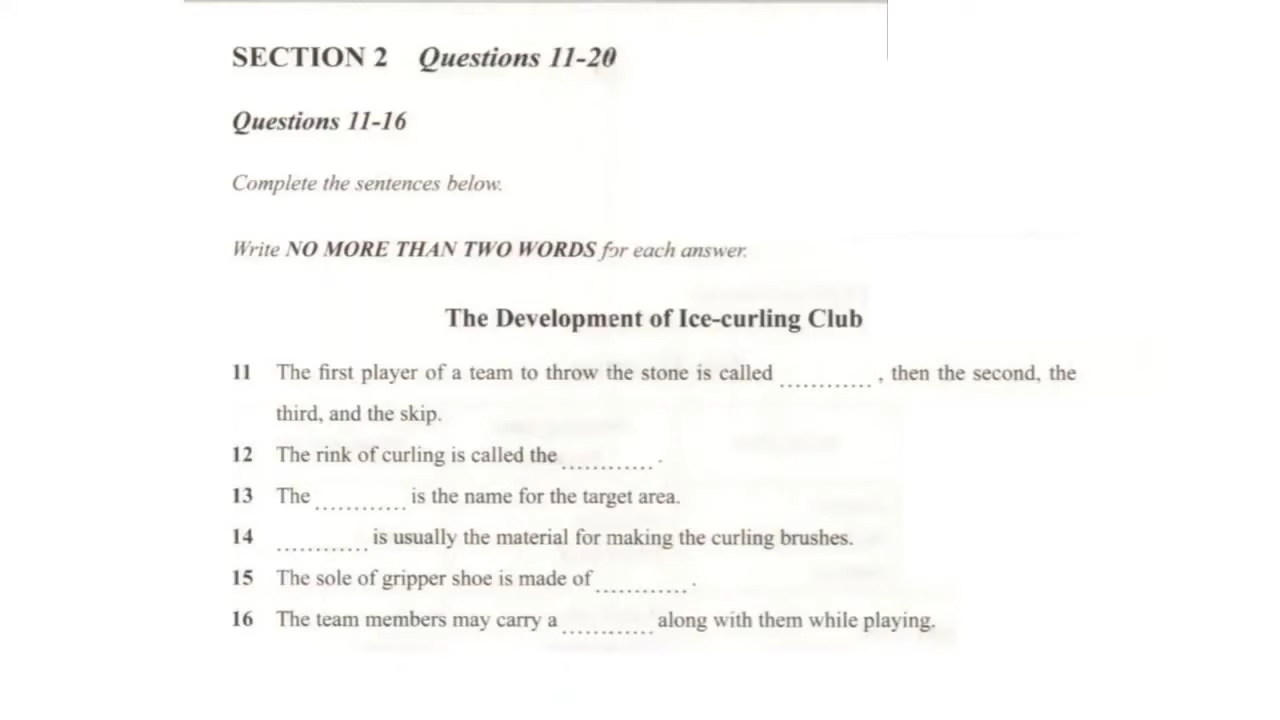 SECTION 2 Questions 11-20
Questions 11-16
Complete the sentences below.
Write NO MORE THAN TWO WORDS for each answer.
The Development of Ice-curling Club
11 The first player of a team to throw the stone is called ............ , then the second, the
third, and the skip.
12 The rink of curling is called the ............ .
13 The ............ is the name for the target area.
14 ............ is usually the material for making the curling brushes.
15 The sole of gripper shoe is made of ............ .
16 The team members may carry a ............ along with them while playing.